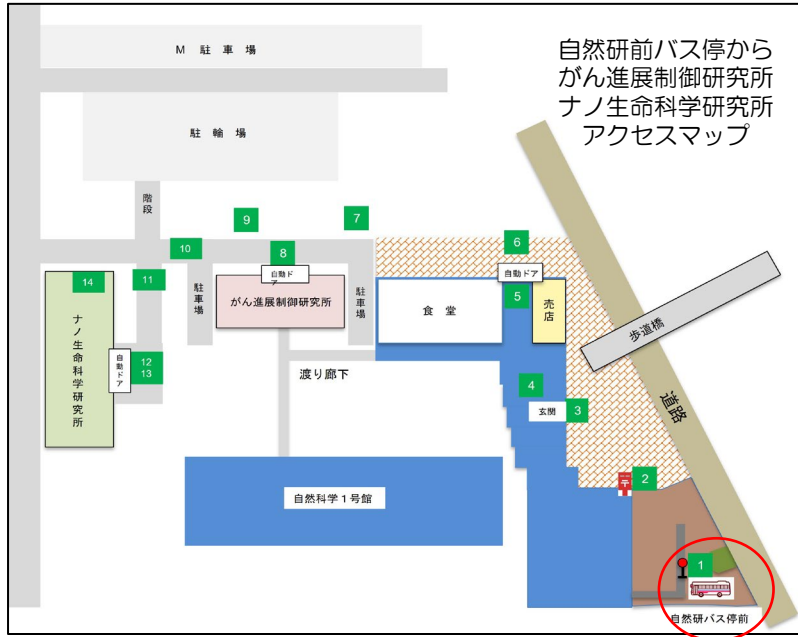 自然研前バス停から
がん進展制御研究所
ナノ生命科学研究所
アクセスマップ
M 駐 車 場
駐 輪 場
階段
9
7
10
8
6
14
11
自動ド
ア
自動ドア
5
駐車場
がん進展制御研究所
駐車場
食 堂
売店
歩道橋
ナノ生命科学研究所
自動ドア
12
13
渡り廊下
4
玄関
3
道路
〒
2
自然科学1号館
1
自然研バス停前